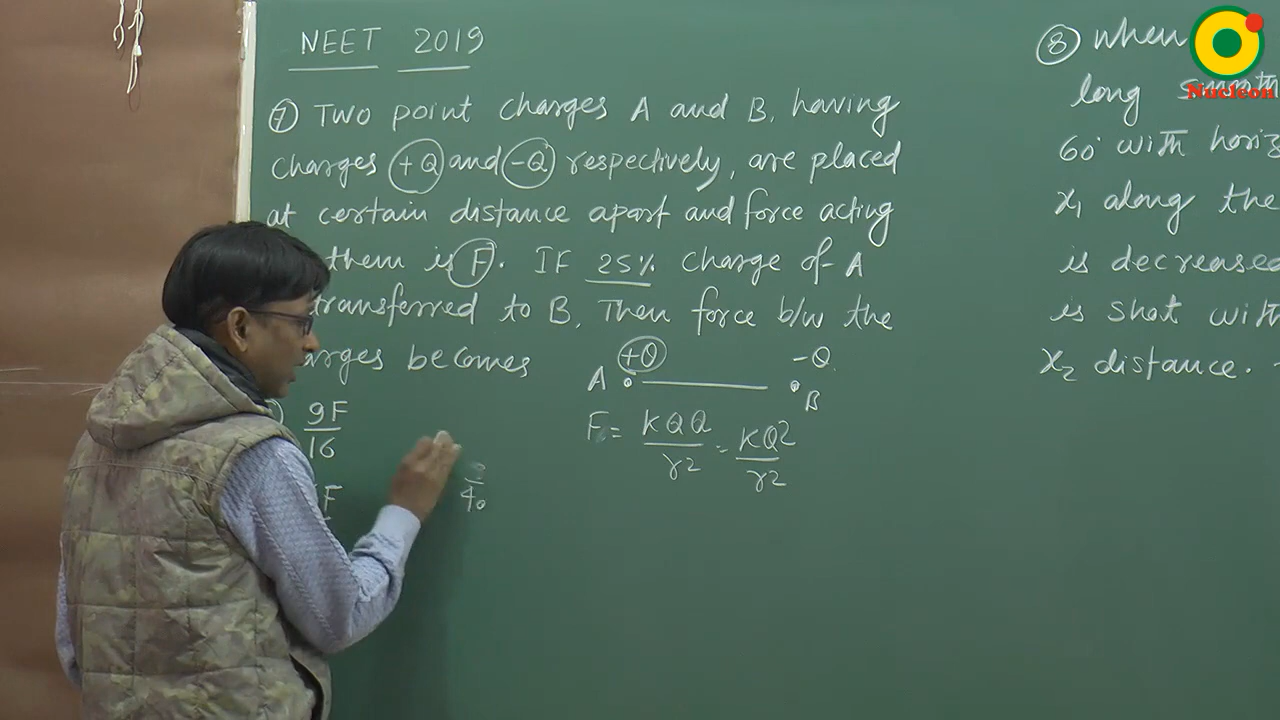 NEET 2019
⑦ Two point charges A and B, having
charges +Q and -Q respectively, are placed
at certain distance apart and force acting
them is F. IF 25% charge of A
transferred to B. Then force b/w the
becomes
9F
16
F
4
A +Q -Q
B
F = KQQ = KQ²
r² r²
⑧ When
long smooth
60° with horiz
x₁ along the
is decreased
is shot with
x₂ distance.
Nucleon